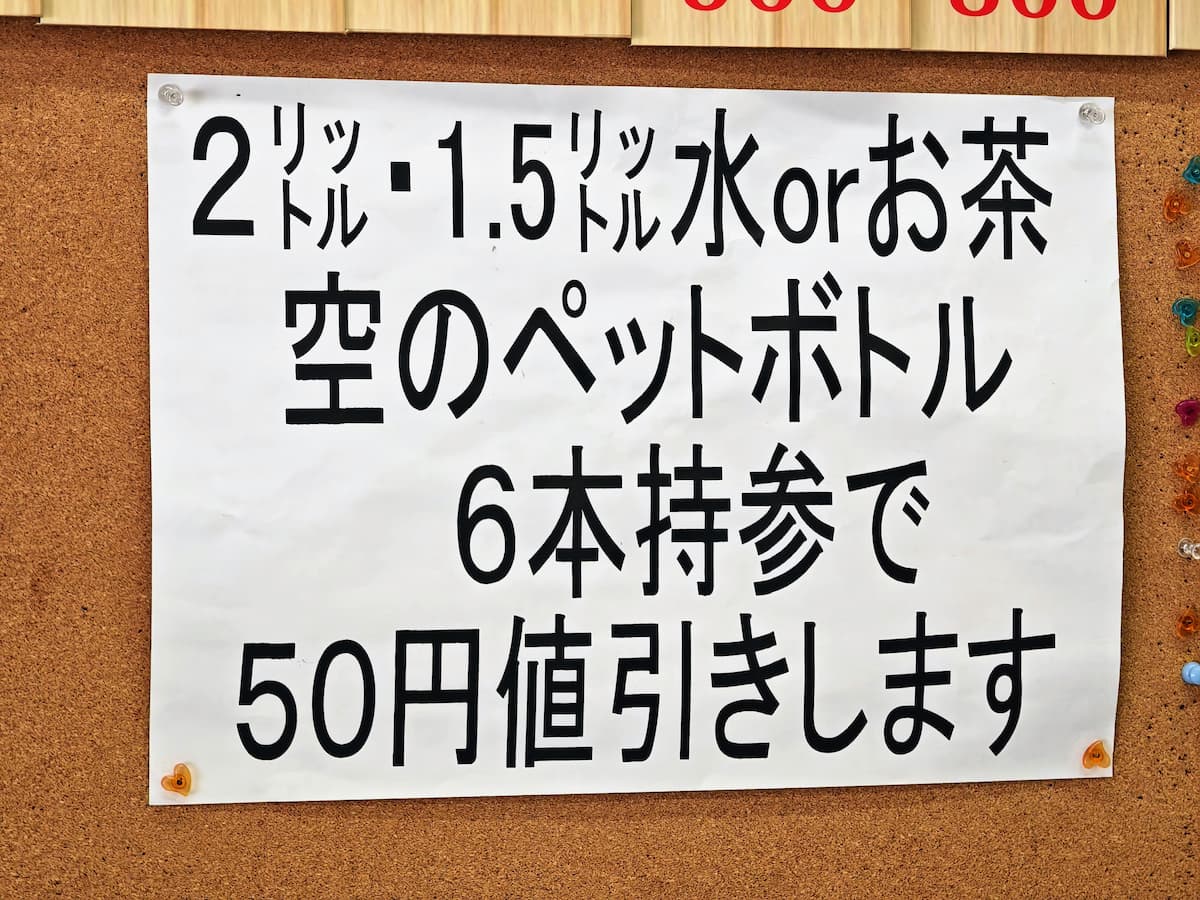 2㍑・1.5㍑水orお茶
空のペットボトル
6本持参で
50円値引きします